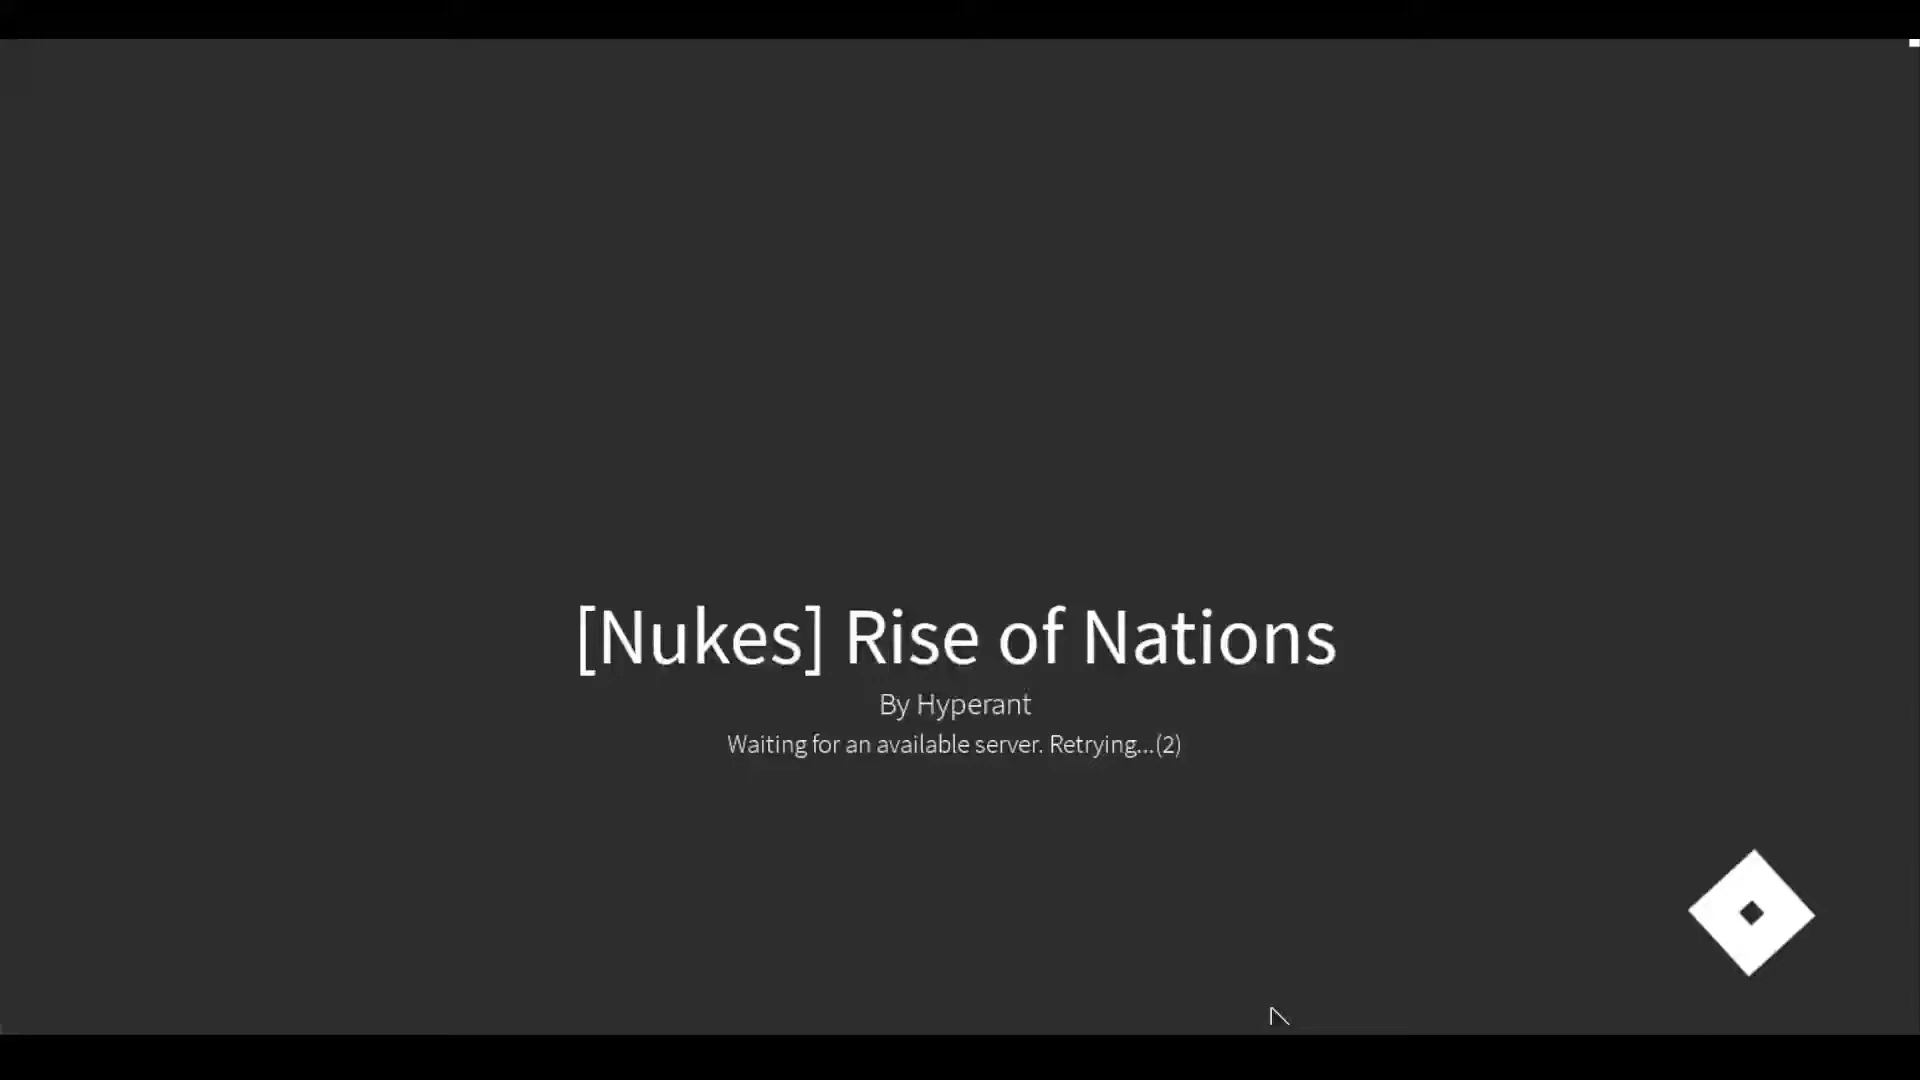 [Nukes] Rise of Nations
By Hyperant
Waiting for an available server. Retrying...(2)